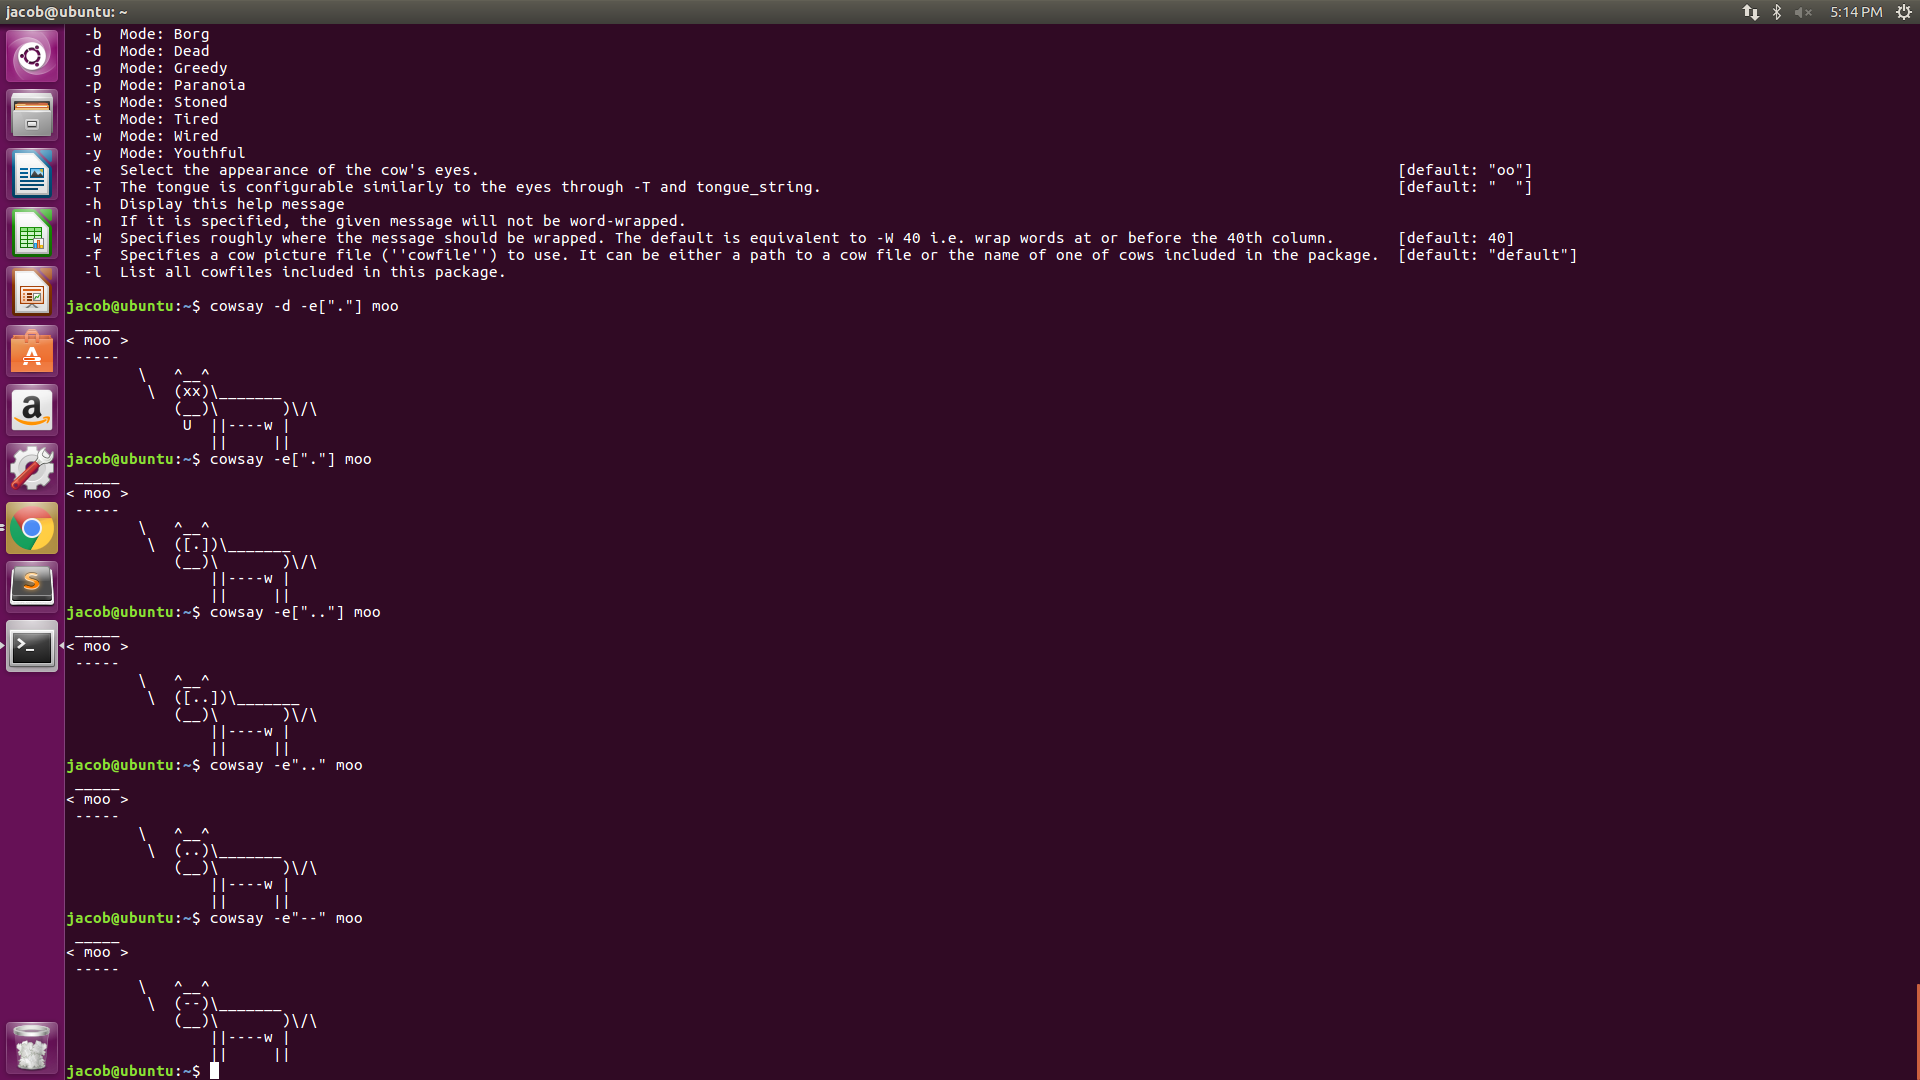 jacob@ubuntu: ~
5:14 PM
  -b  Mode: Borg
  -d  Mode: Dead
  -g  Mode: Greedy
  -p  Mode: Paranoia
  -s  Mode: Stoned
  -t  Mode: Tired
  -w  Mode: Wired
  -y  Mode: Youthful
  -e  Select the appearance of the cow's eyes.                                                                                                      [default: "oo"]
  -T  The tongue is configurable similarly to the eyes through -T and tongue_string.                                                                [default: "  "]
  -h  Display this help message
  -n  If it is specified, the given message will not be word-wrapped.
  -W  Specifies roughly where the message should be wrapped. The default is equivalent to -W 40 i.e. wrap words at or before the 40th column.       [default: 40]
  -f  Specifies a cow picture file (''cowfile'') to use. It can be either a path to a cow file or the name of one of cows included in the package.  [default: "default"]
  -l  List all cowfiles included in this package.

jacob@ubuntu:~$ cowsay -d -e["."] moo
 _____
< moo >
 -----
        \   ^__^
         \  (xx)\_______
            (__)\       )\/\
             U  ||----w |
                ||     ||
jacob@ubuntu:~$ cowsay -e["."] moo
 _____
< moo >
 -----
        \   ^__^
         \  ([.])\_______
            (__)\       )\/\
                ||----w |
                ||     ||
jacob@ubuntu:~$ cowsay -e[".."] moo
 _____
< moo >
 -----
        \   ^__^
         \  ([..])\_______
            (__)\       )\/\
                ||----w |
                ||     ||
jacob@ubuntu:~$ cowsay -e".." moo
 _____
< moo >
 -----
        \   ^__^
         \  (..)\_______
            (__)\       )\/\
                ||----w |
                ||     ||
jacob@ubuntu:~$ cowsay -e"--" moo
 _____
< moo >
 -----
        \   ^__^
         \  (--)\_______
            (__)\       )\/\
                ||----w |
                ||     ||
jacob@ubuntu:~$